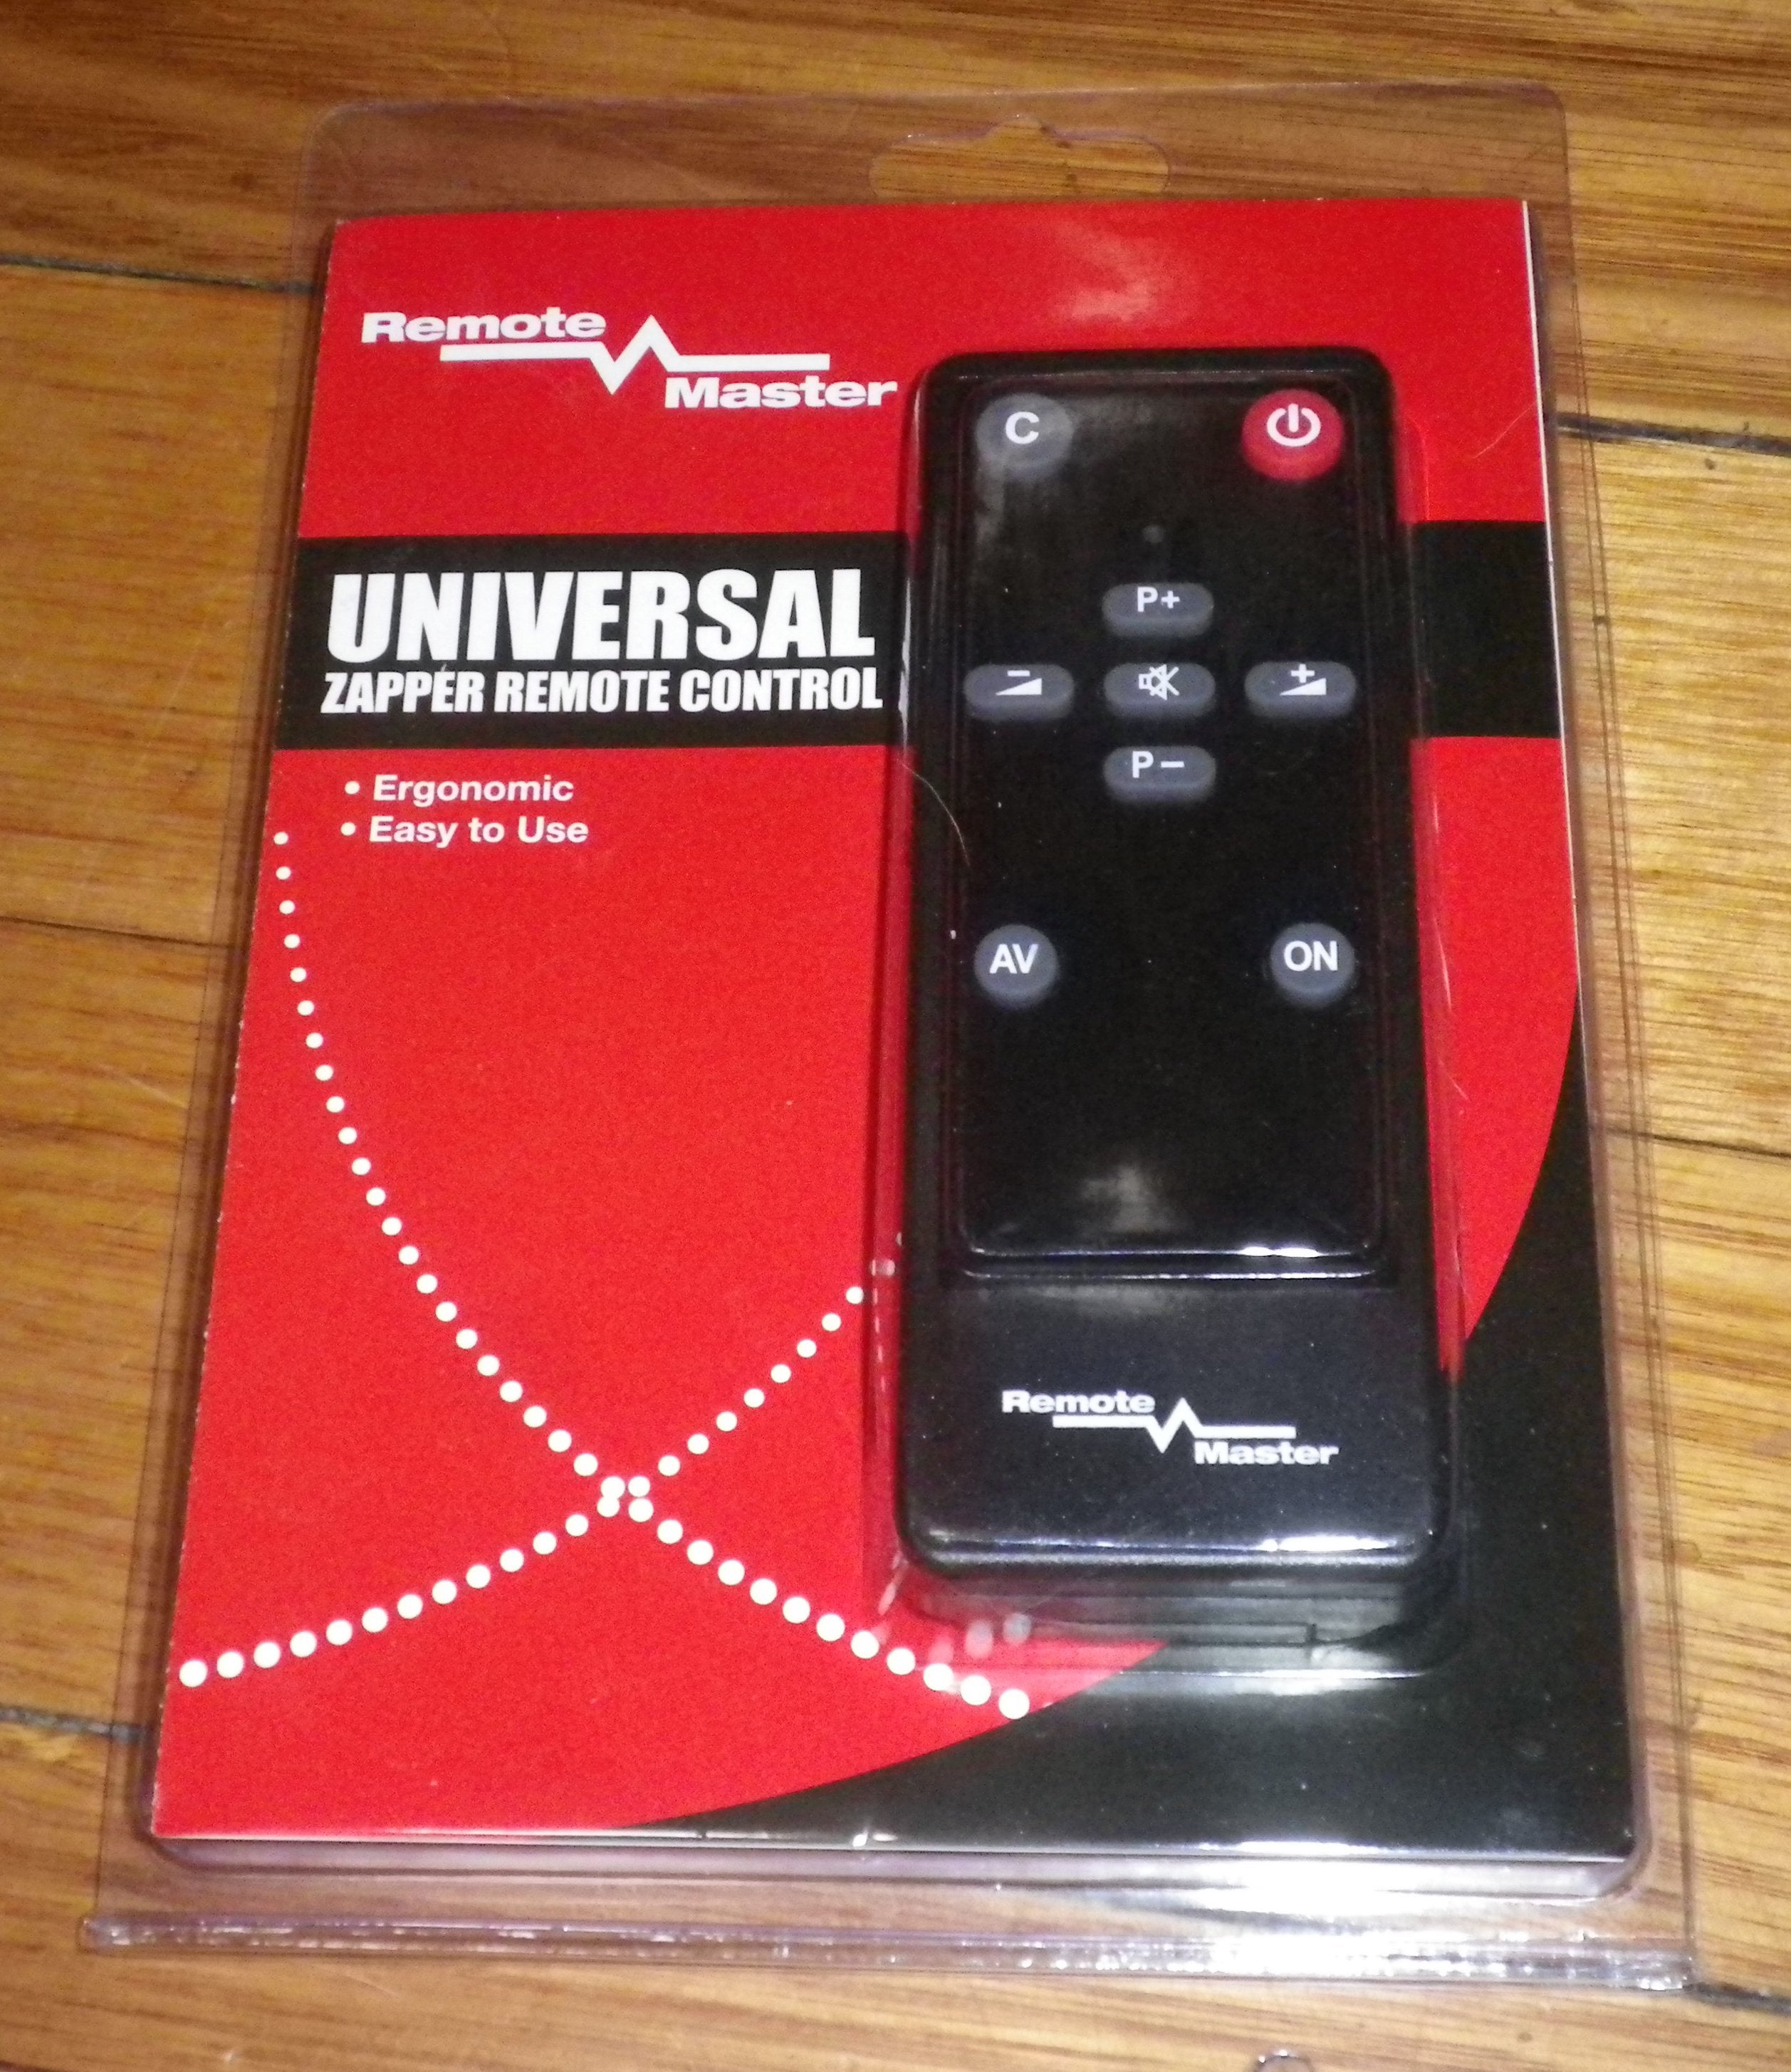 Remote
Master
UNIVERSAL
ZAPPER REMOTE CONTROL
• Ergonomic
• Easy to Use
C
P+
−
+
P−
AV
ON
Remote
Master